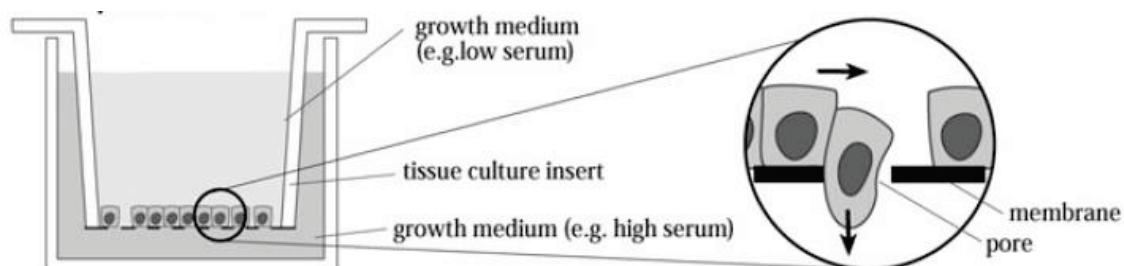 growth medium
(e.g.low serum)
tissue culture insert
growth medium (e.g. high serum)
membrane
pore